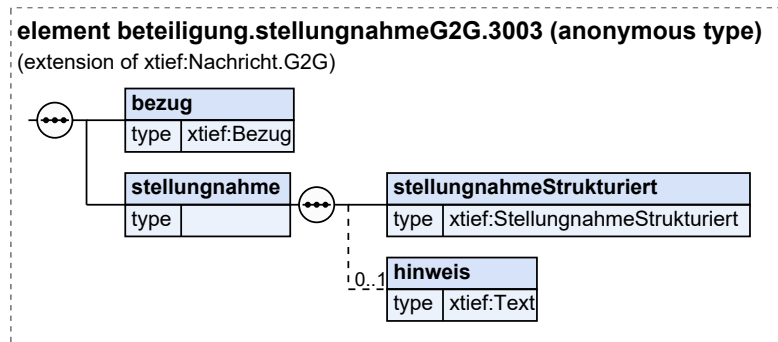 element beteiligung.stellungnahmeG2G.3003 (anonymous type)
(extension of xtief:Nachricht.G2G)
bezug
type xtief:Bezug
stellungnahme
type
stellungnahmeStrukturiert
type xtief:StellungnahmeStrukturiert
0..1
hinweis
type xtief:Text